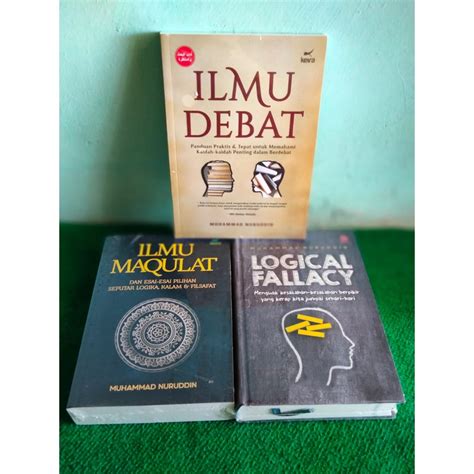 keira
ILMU
DEBAT
Panduan Praktis & Tepat untuk Memahami
Kaidah-kaidah Penting dalam Berdebat
MUHAMMAD NURUDDIN
ILMU
MAQULAT
DAN ESAI-ESAI PILIHAN
SEPUTAR LOGIKA, KALAM & FILSAFAT
MUHAMMAD NURUDDIN
MUHAMMAD NURUDDIN
LOGICAL
FALLACY
Menguak kesalahan-kesalahan berpikir
yang kerap kita jumpai sehari-hari